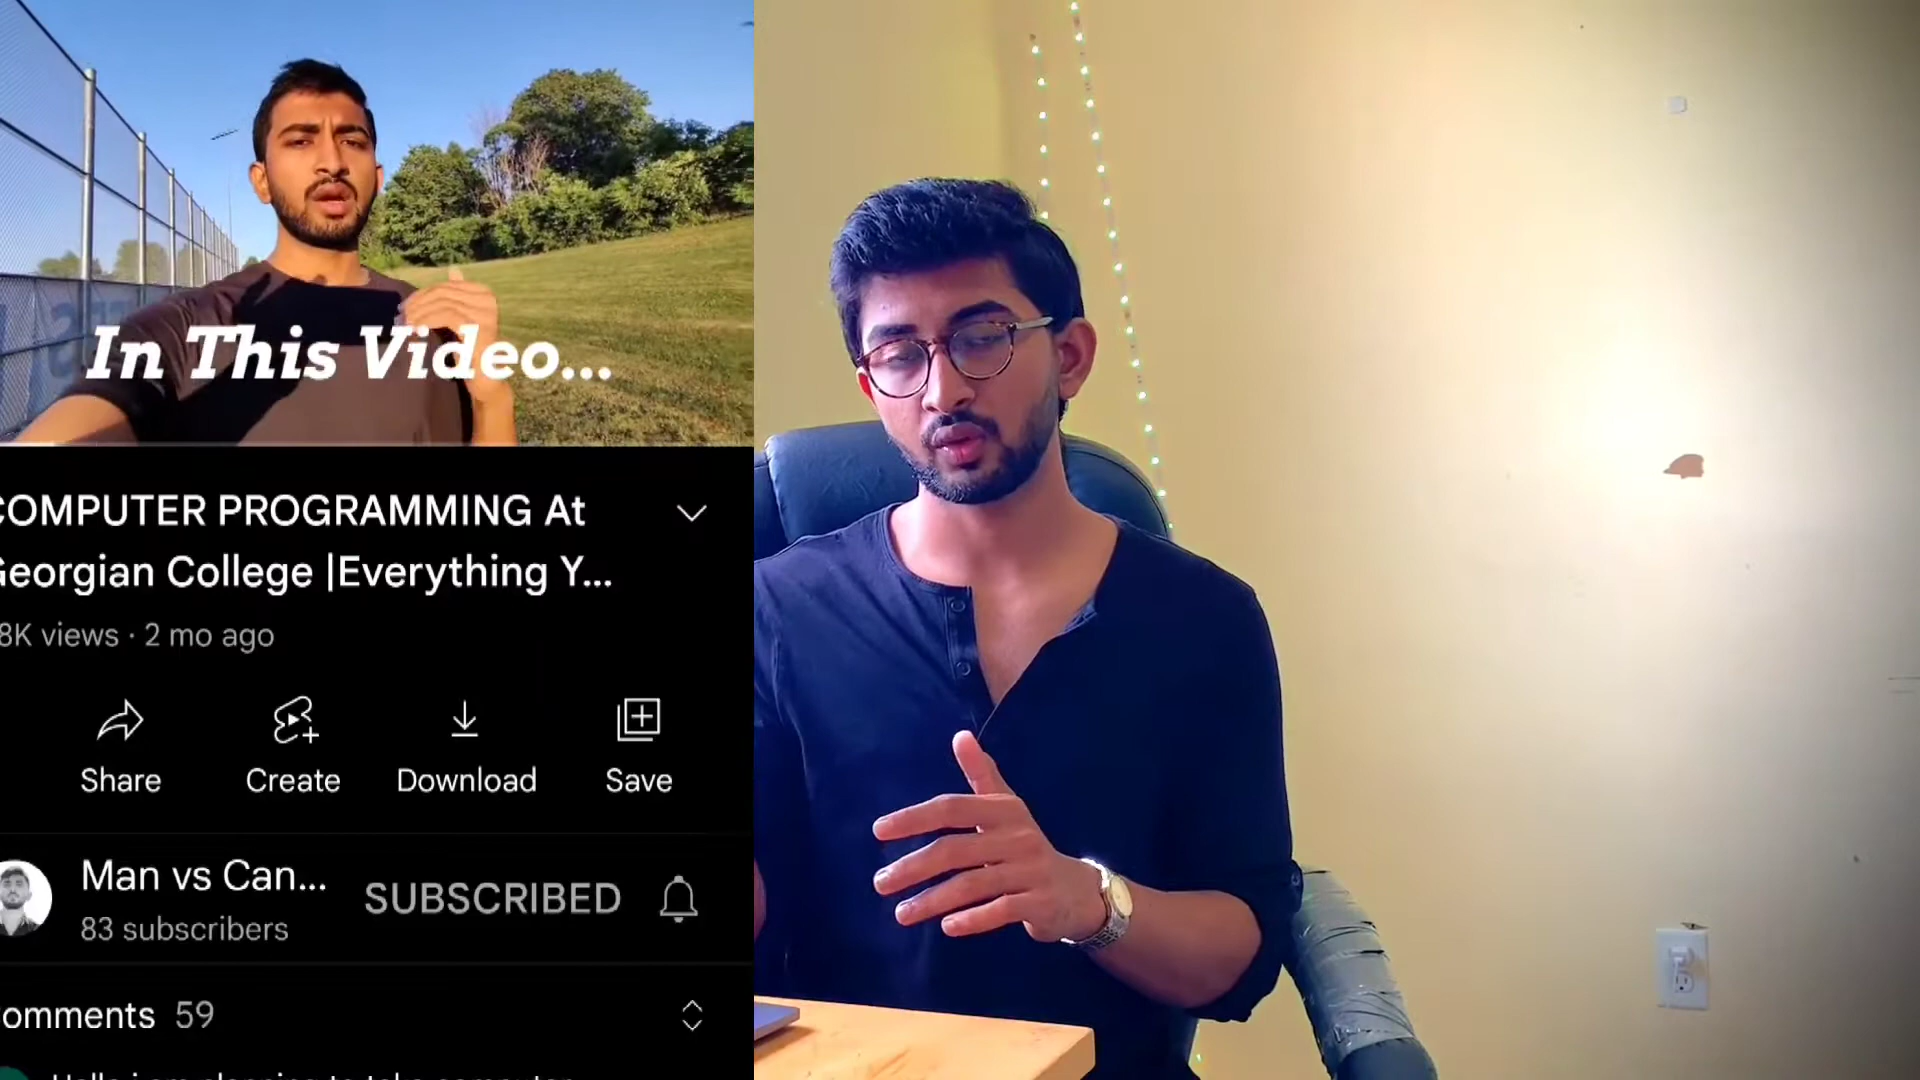 In This Video...
COMPUTER PROGRAMMING At
Georgian College |Everything Y...
8K views · 2 mo ago
Share
Create
Download
Save
Man vs Can...
SUBSCRIBED
83 subscribers
omments 59